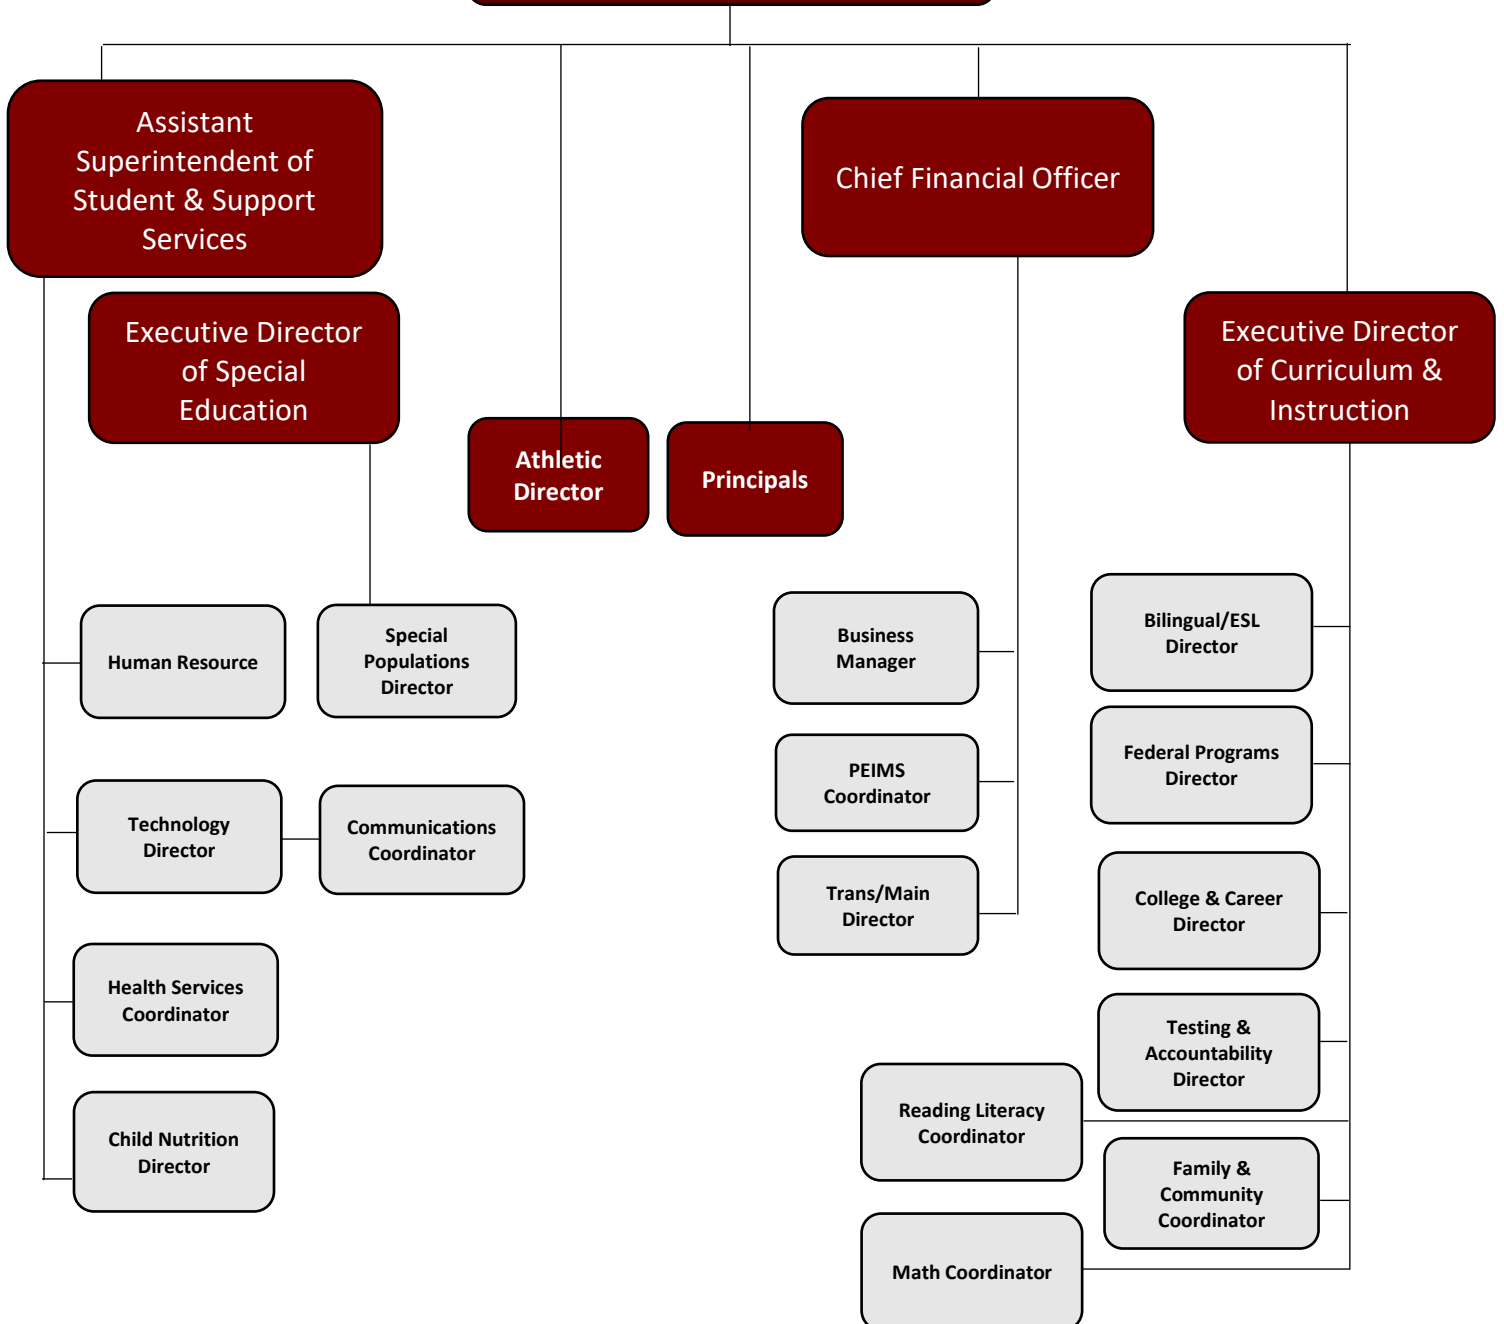 Assistant
Superintendent of
Student & Support
Services
Chief Financial Officer
Executive Director
of Special
Education
Executive Director
of Curriculum &
Instruction
Athletic
Director
Principals
Human Resource
Special
Populations
Director
Business
Manager
Bilingual/ESL
Director
Federal Programs
Director
PEIMS
Coordinator
Technology
Director
Communications
Coordinator
Trans/Main
Director
College & Career
Director
Health Services
Coordinator
Testing &
Accountability
Director
Reading Literacy
Coordinator
Child Nutrition
Director
Family &
Community
Coordinator
Math Coordinator